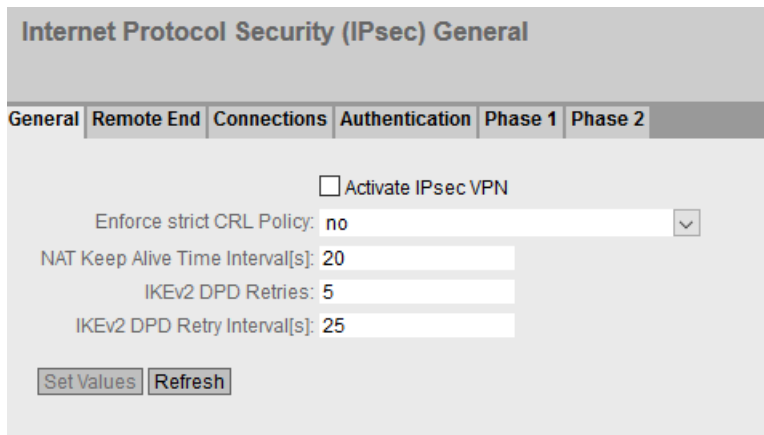 Internet Protocol Security (IPsec) General
General Remote End Connections Authentication Phase 1 Phase 2
Activate IPsec VPN
Enforce strict CRL Policy: no
NAT Keep Alive Time Interval[s]: 20
IKEv2 DPD Retries: 5
IKEv2 DPD Retry Interval[s]: 25
Set Values Refresh